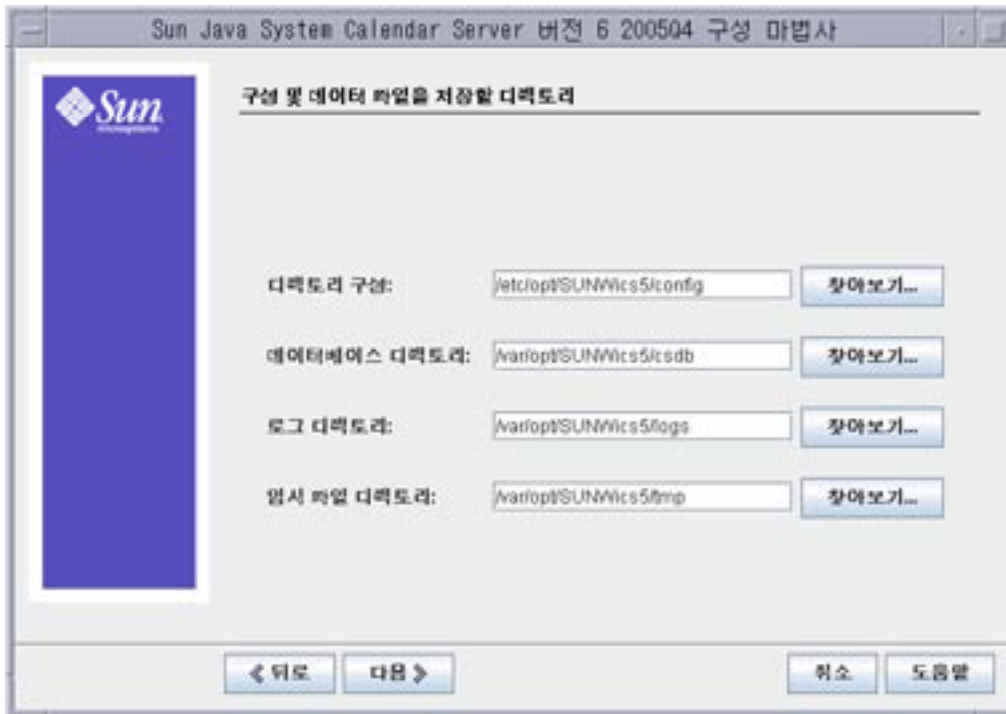 Sun Java System Calendar Server 버전 6 2005Q4 구성 마법사
Sun
microsystems
구성 및 데이터 파일을 저장할 디렉토리
디렉토리 구성: /etc/opt/SUNWics5/config 찾아보기...
데이터베이스 디렉토리: /var/opt/SUNWics5/csdb 찾아보기...
로그 디렉토리: /var/opt/SUNWics5/logs 찾아보기...
임시 파일 디렉토리: /var/opt/SUNWics5/tmp 찾아보기...
뒤로 다음 취소 도움말